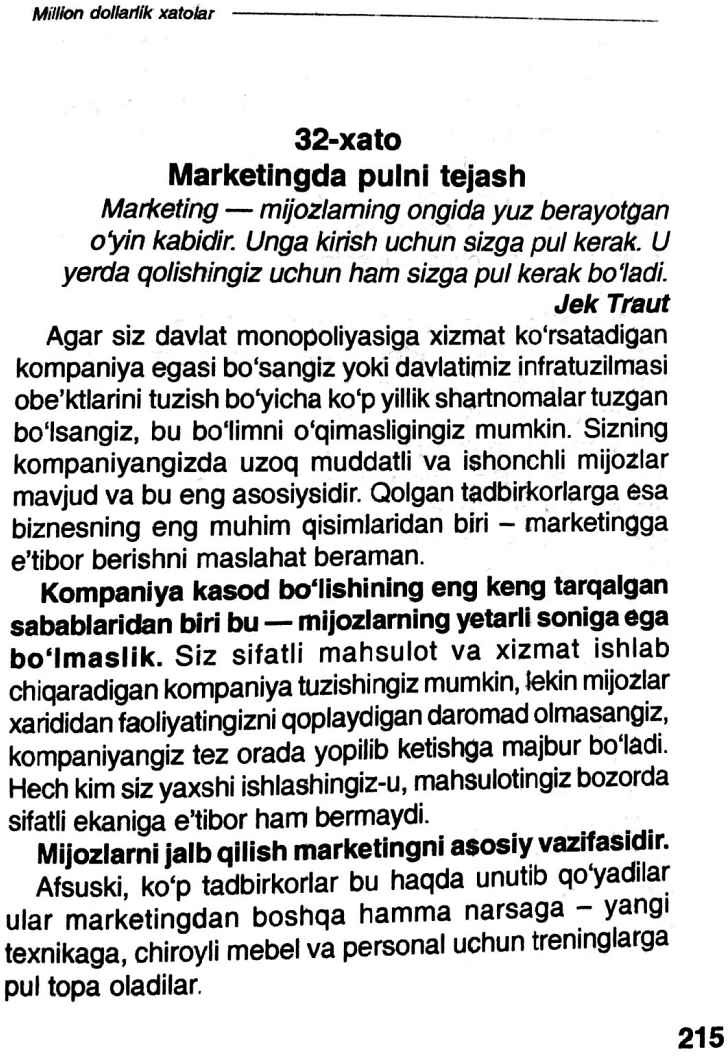 Million dollarlik xatolar
32-xato
Marketingda pulni tejash
Marketing — mijozlarning ongida yuz berayotgan
o‘yin kabidir. Unga kirish uchun sizga pul kerak. U
yerda qolishingiz uchun ham sizga pul kerak bo‘ladi.
Jek Traut
Agar siz davlat monopoliyasiga xizmat ko‘rsatadigan
kompaniya egasi bo‘sangiz yoki davlatimiz infratuzilmasi
obe’ktlarini tuzish bo‘yicha ko‘p yillik shartnomalar tuzgan
bo‘lsangiz, bu bo‘limni o‘qimasligingiz mumkin. Sizning
kompaniyangizda uzoq muddatli va ishonchli mijozlar
mavjud va bu eng asosiysidir. Qolgan tadbirkorlarga esa
biznesning eng muhim qisimlaridan biri – marketingga
e’tibor berishni maslahat beraman.
Kompaniya kasod bo‘lishining eng keng tarqalgan
sabablaridan biri bu — mijozlarning yetarli soniga ega
bo‘lmaslik. Siz sifatli mahsulot va xizmat ishlab
chiqaradigan kompaniya tuzishingiz mumkin, lekin mijozlar
xarididan faoliyatingizni qoplaydigan daromad olmasangiz,
kompaniyangiz tez orada yopilib ketishga majbur bo‘ladi.
Hech kim siz yaxshi ishlashingiz-u, mahsulotingiz bozorda
sifatli ekaniga e’tibor ham bermaydi.
Mijozlarni jalb qilish marketingni asosiy vazifasidir.
Afsuski, ko‘p tadbirkorlar bu haqda unutib qo‘yadilar
ular marketingdan boshqa hamma narsaga – yangi
texnikaga, chiroyli mebel va personal uchun treninglarga
pul topa oladilar.
215